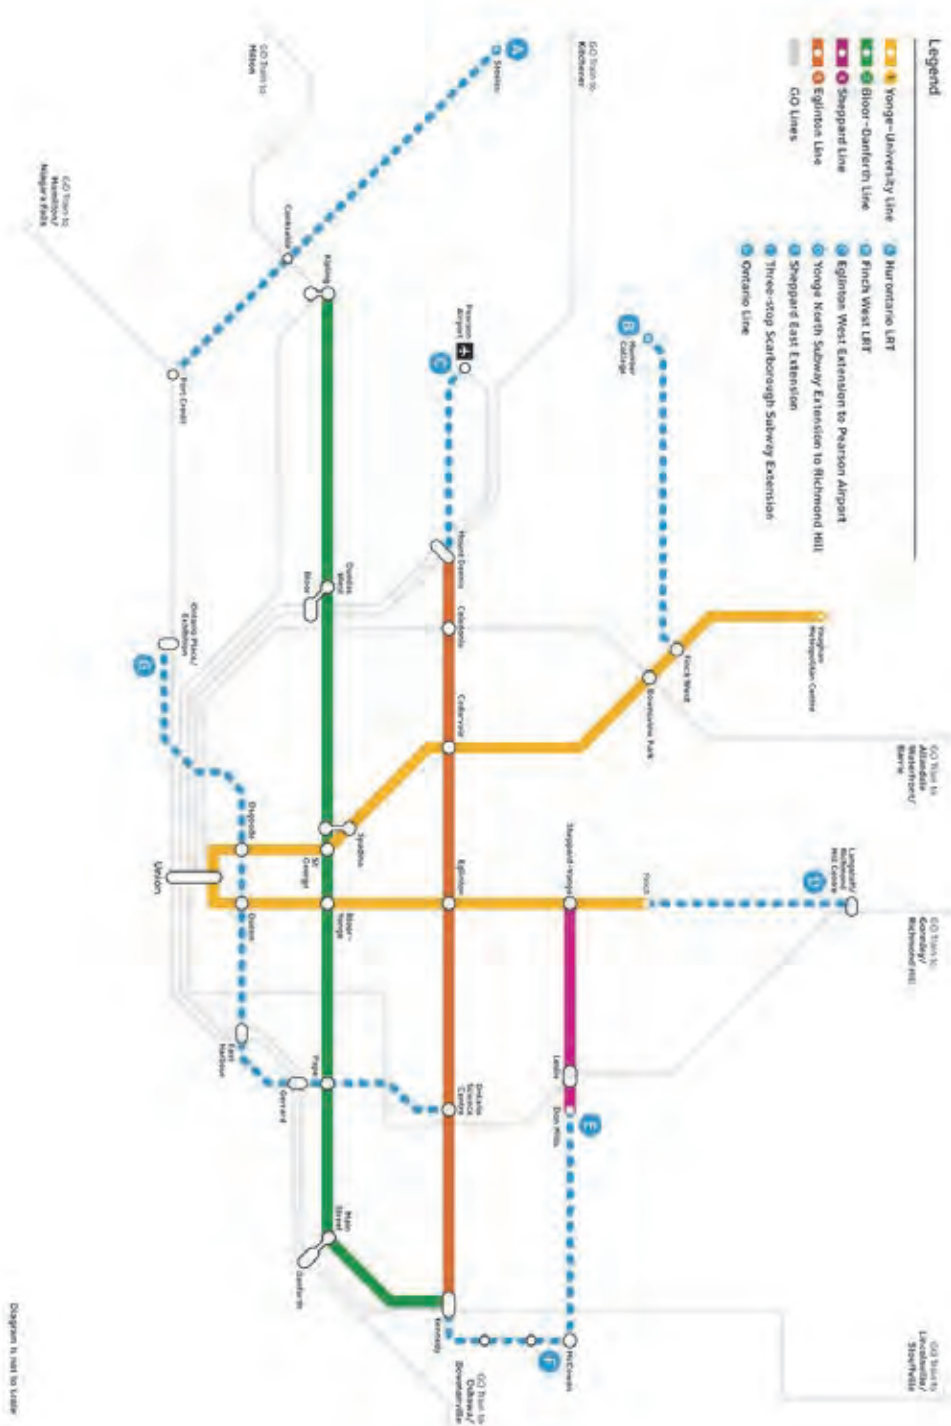 Legend
Yonge-University Line
Sheppard Line
Bloor-Danforth Line
Eglinton Line
GO Lines
Hurontario LRT
Finch West LRT
Eglinton West Extension to Pearson Airport
Yonge North Subway Extension to Richmond Hill
Sheppard East Extension
Three-stop Scarborough Subway Extension
Ontario Line
GO Train to
Kitchener
A
Steeles
GO Train to
Milton
Cooksville
GO Train to
Hamilton/
Niagara Falls
Port Credit
Kipling
Pearson
Airport
C
B
Humber
College
Mount Dennis
Dundas
West
Bloor
Ontario Place/
Exhibition
G
Caledonia
Finch West
Downsview Park
Vaughan
Metropolitan Centre
GO Train to
Allandale
Waterfront/
Barrie
Cedarvale
Spadina
St
George
Osgoode
Union
Queen
Bloor-
Yonge
Eglinton
Sheppard-Yonge
Finch
D
Langstaff/
Richmond
Hill Centre
GO Train to
Gormley/
Richmond Hill
East
Harbour
Gerrard
Pape
Ontario
Science
Centre
Leslie
Don Mills
E
Main
Street
Danforth
Kennedy
F
McCowan
GO Train to
Oshawa/
Bowmanville
GO Train to
Lincolnville/
Stouffville
Diagram is not to scale